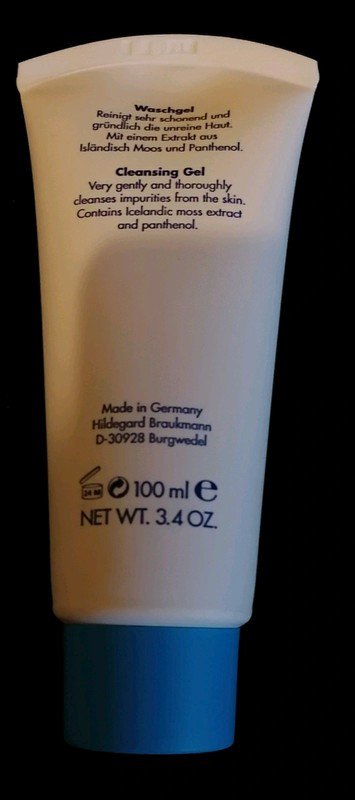 Waschgel
Reinigt sehr schonend und
gründlich die unreine Haut.
Mit einem Extrakt aus
Isländisch Moos und Panthenol.
Cleansing Gel
Very gently and thoroughly
cleanses impurities from the skin.
Contains Icelandic moss extract
and panthenol.
Made in Germany
Hildegard Braukmann
D-30928 Burgwedel
24 M 100 ml e
NET WT. 3.4 OZ.